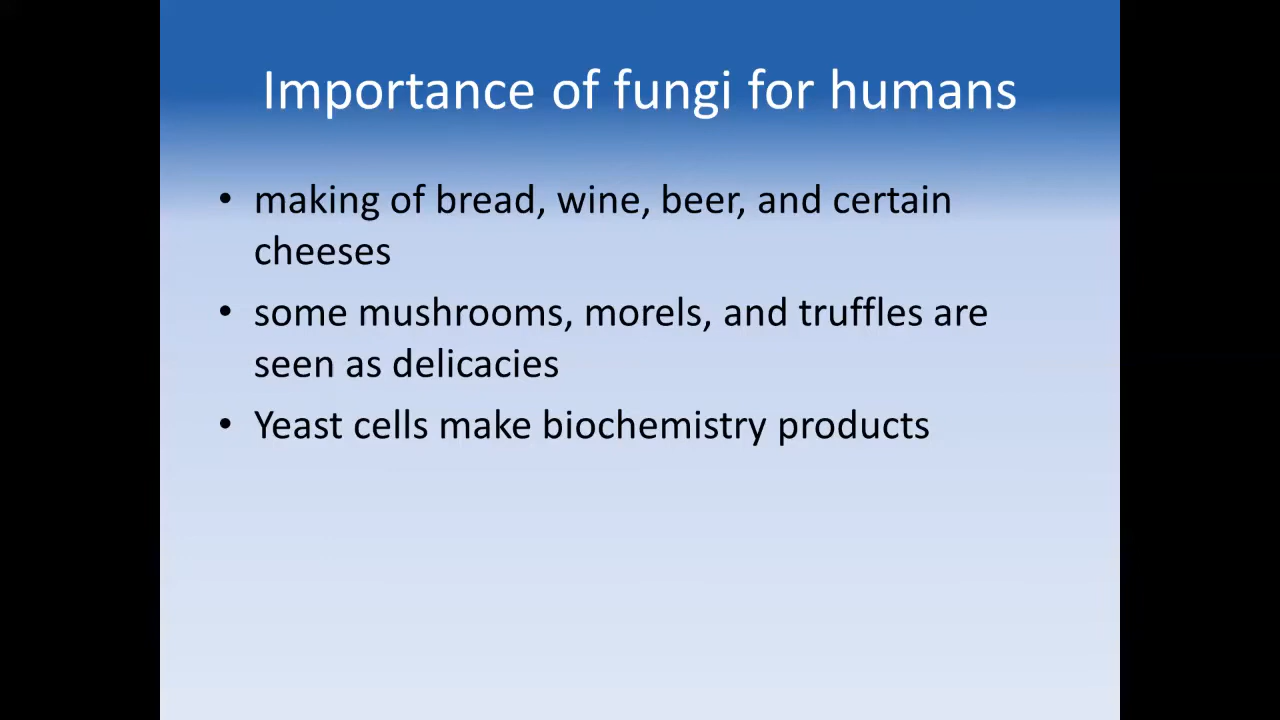 Importance of fungi for humans
• making of bread, wine, beer, and certain
cheeses
• some mushrooms, morels, and truffles are
seen as delicacies
• Yeast cells make biochemistry products